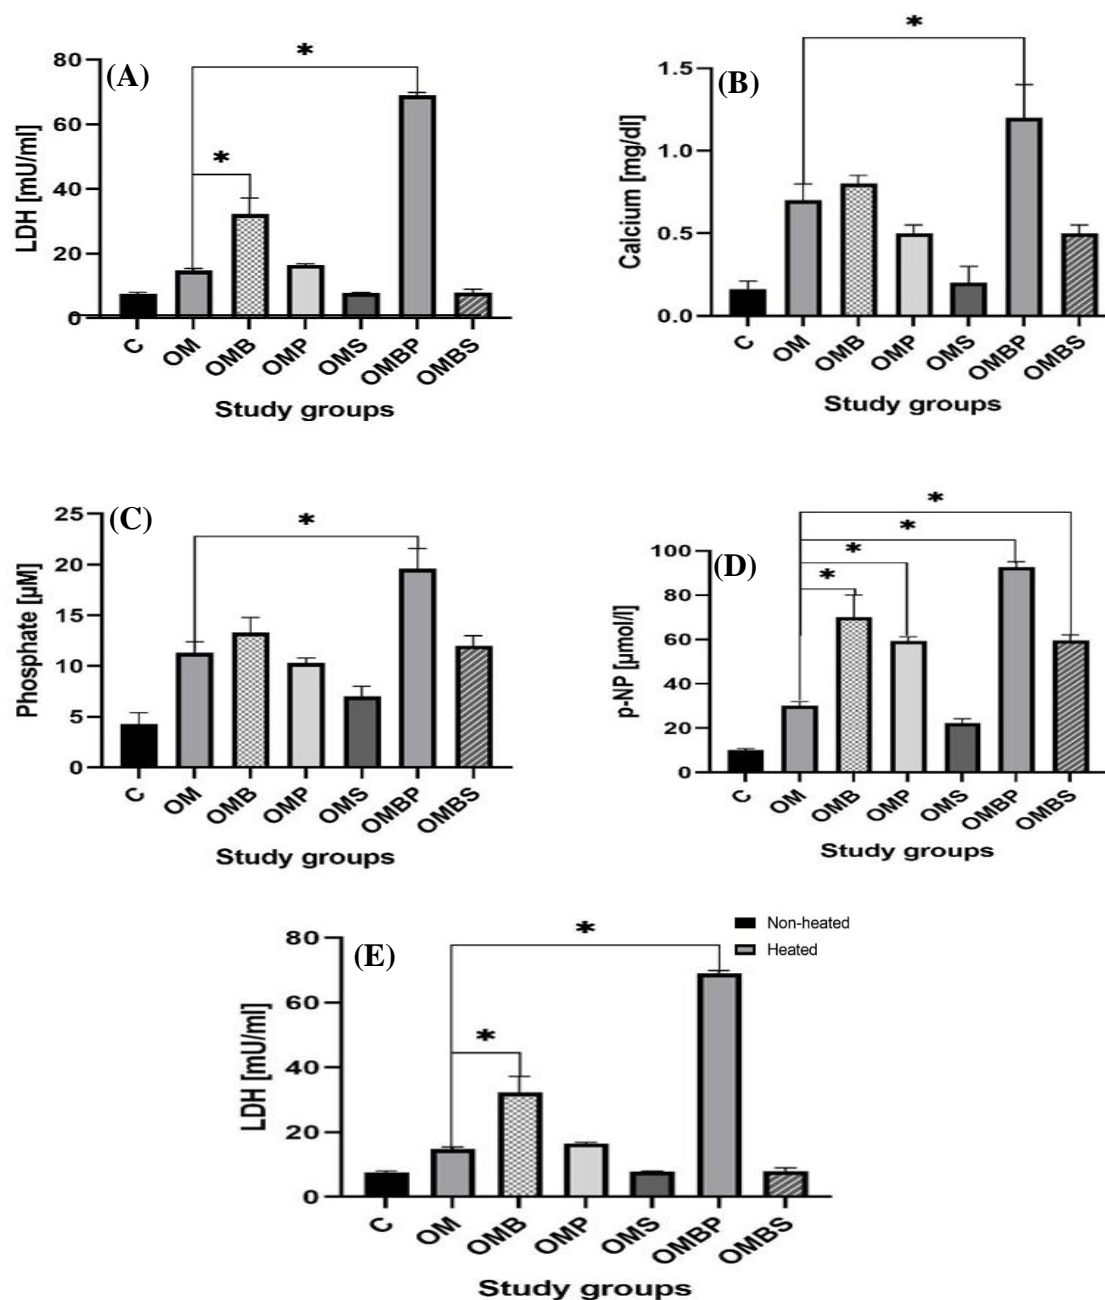 (A)
LDH [mU/ml]
80
60
40
20
0
*
*
C OM OMB OMP OMS OMBP OMBS
Study groups
(B)
Calcium [mg/dl]
1.5
1.0
0.5
0.0
*
C OM OMB OMP OMS OMBP OMBS
Study groups
(C)
Phosphate [µM]
25
20
15
10
5
0
*
C OM OMB OMP OMS OMBP OMBS
Study groups
(D)
p-NP [µmol/l]
100
80
60
40
20
0
*
*
*
*
C OM OMB OMP OMS OMBP OMBS
Study groups
(E)
Non-heated
Heated
LDH [mU/ml]
80
60
40
20
0
*
*
C OM OMB OMP OMS OMBP OMBS
Study groups